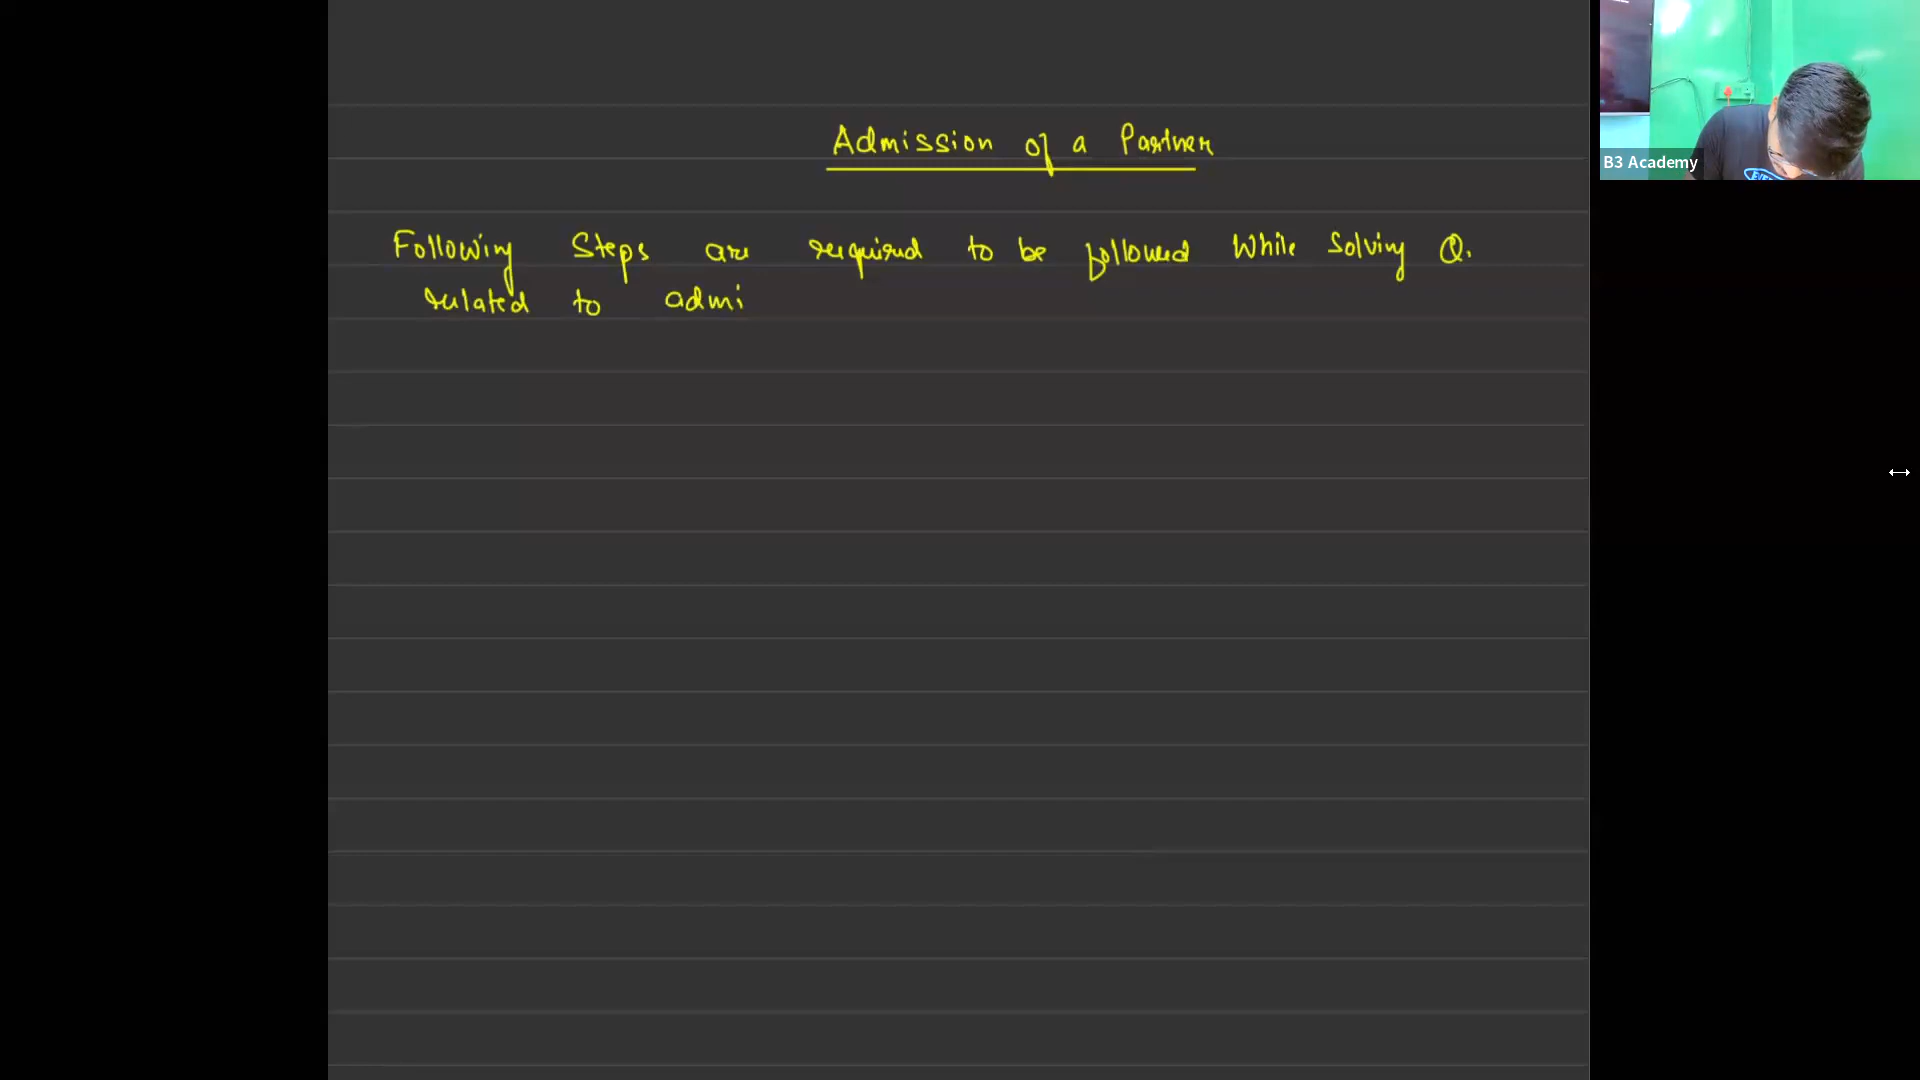 Admission of a Partner
B3 Academy
Following Steps are required to be followed While Solving Q.
related to admi